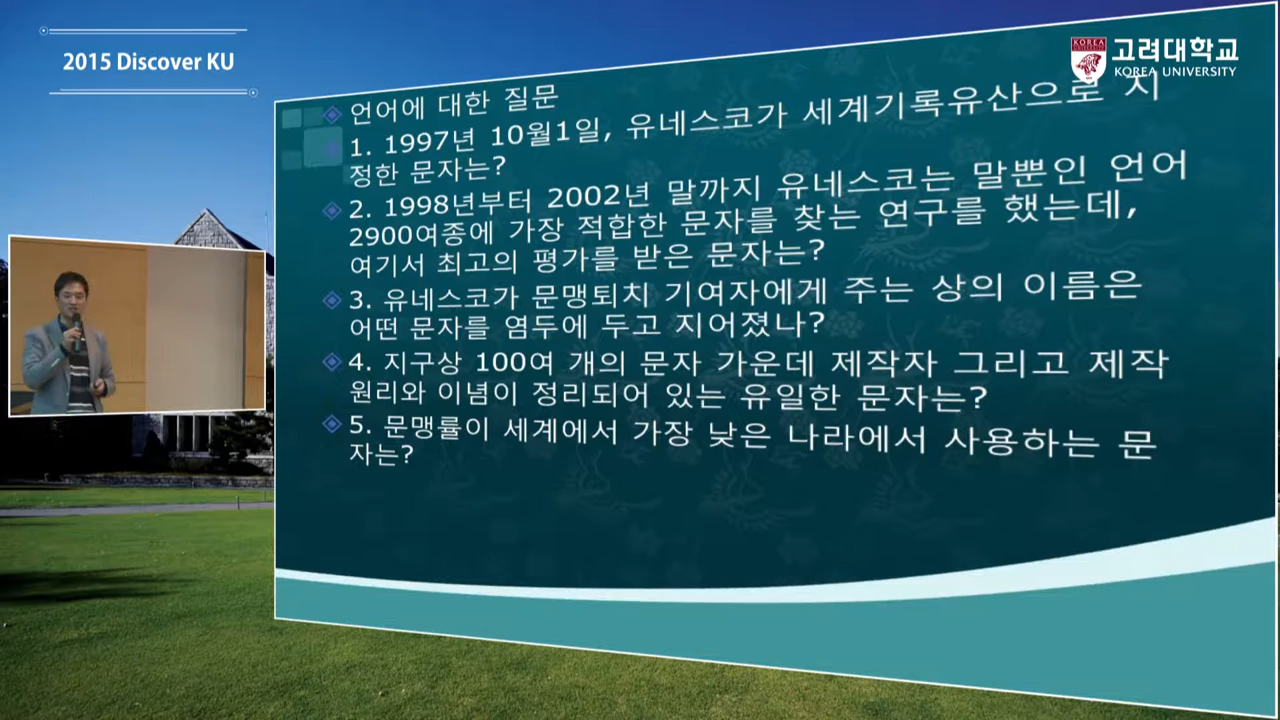 2015 Discover KU
KOREA
고려대학교
KOREA UNIVERSITY
언어에 대한 질문
1. 1997년 10월1일, 유네스코가 세계기록유산으로 지
정한 문자는?
2. 1998년부터 2002년 말까지 유네스코는 말뿐인 언어
2900여종에 가장 적합한 문자를 찾는 연구를 했는데,
여기서 최고의 평가를 받은 문자는?
3. 유네스코가 문맹퇴치 기여자에게 주는 상의 이름은
어떤 문자를 염두에 두고 지어졌나?
4. 지구상 100여 개의 문자 가운데 제작자 그리고 제작
원리와 이념이 정리되어 있는 유일한 문자는?
5. 문맹률이 세계에서 가장 낮은 나라에서 사용하는 문
자는?